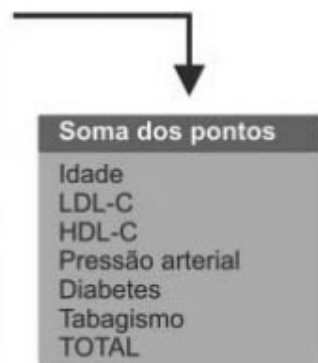 Soma dos pontos
Idade
LDL-C
HDL-C
Pressão arterial
Diabetes
Tabagismo
TOTAL